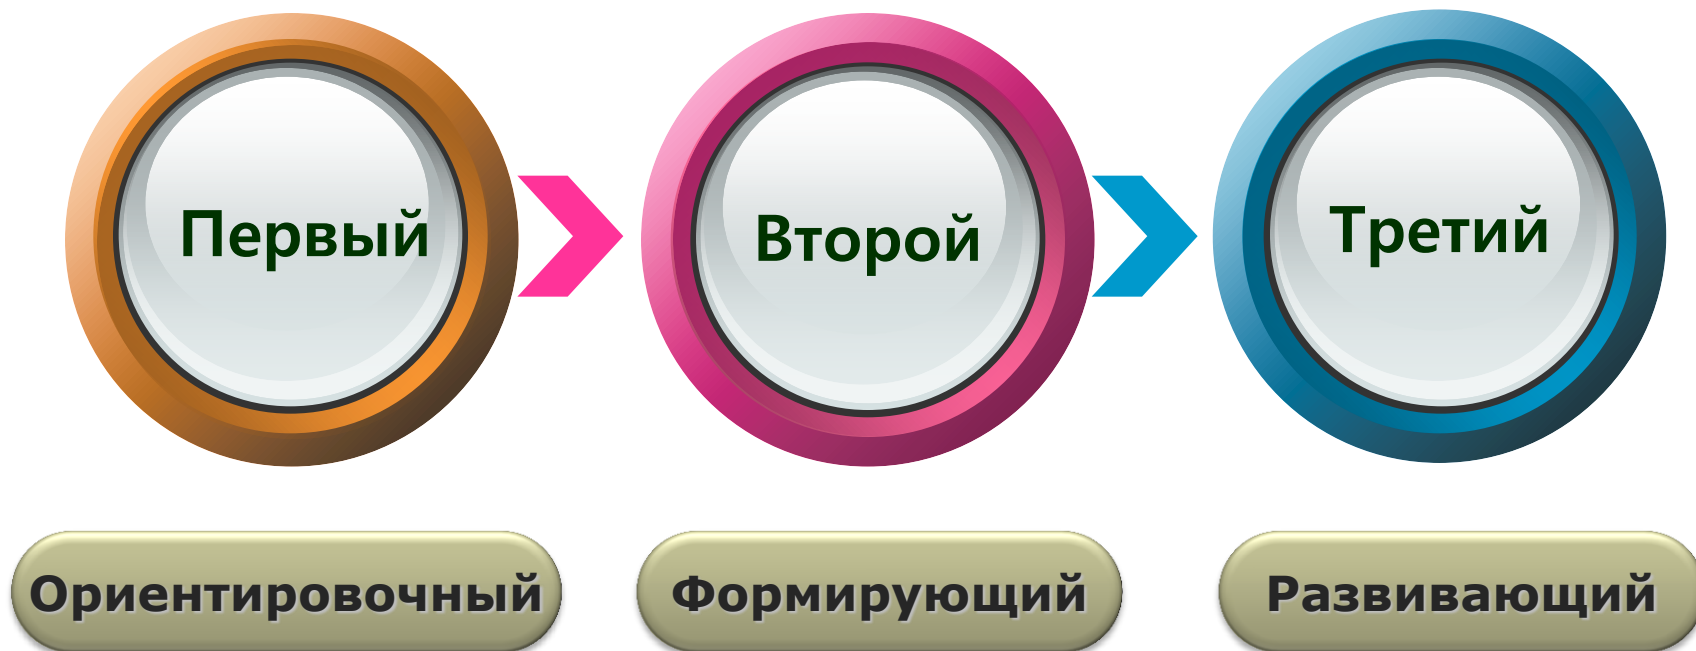 Первый
Второй
Третий
Ориентировочный
Формирующий
Развивающий